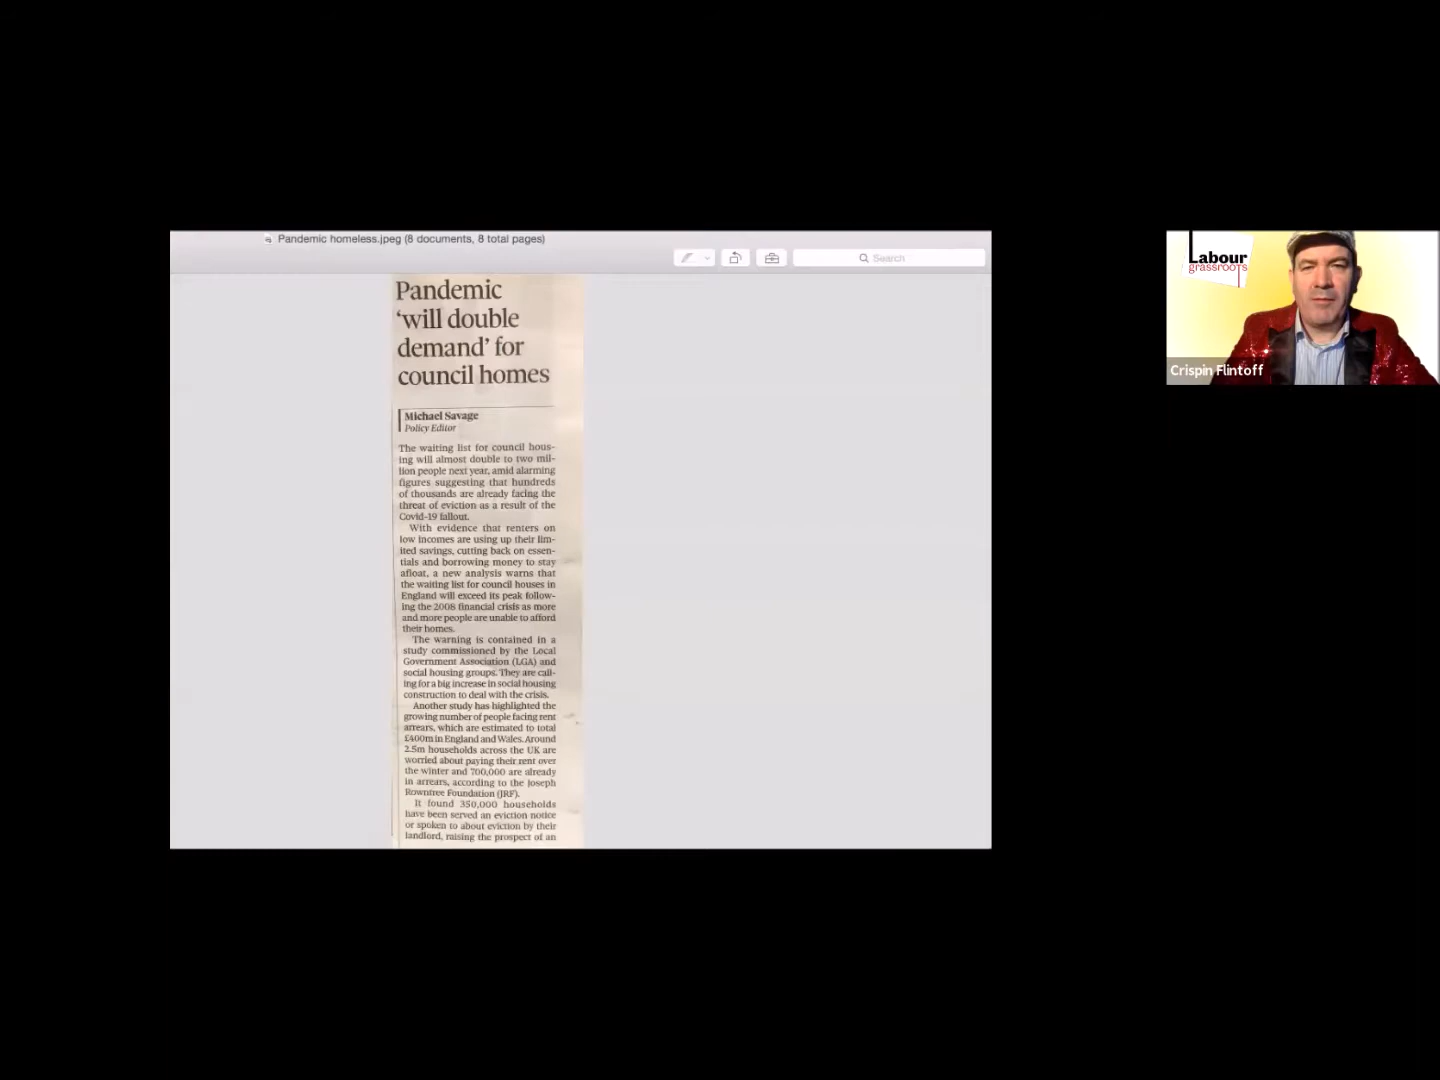 Pandemic homeless.jpeg (8 documents, 8 total pages)
Search
Pandemic
‘will double
demand’ for
council homes
Michael Savage
Policy Editor
The waiting list for council hous-
ing will almost double to two mil-
lion people next year, amid alarming
figures suggesting that hundreds
of thousands are already facing the
threat of eviction as a result of the
Covid-19 fallout.
With evidence that renters on
low incomes are using up their lim-
ited savings, cutting back on essen-
tials and borrowing money to stay
afloat, a new analysis warns that
the waiting list for council houses in
England will exceed its peak follow-
ing the 2008 financial crisis as more
and more people are unable to afford
their homes.
The warning is contained in a
study commissioned by the Local
Government Association (LGA) and
social housing groups. They are call-
ing for a big increase in social housing
construction to deal with the crisis.
Another study has highlighted the
growing number of people facing rent
arrears, which are estimated to total
£400m in England and Wales. Around
2.5m households across the UK are
worried about paying their rent over
the winter and 700,000 are already
in arrears, according to the Joseph
Rowntree Foundation (JRF).
It found 350,000 households
have been served an eviction notice
or spoken to about eviction by their
landlord, raising the prospect of an
Labour
grassroots
Crispin Flintoff